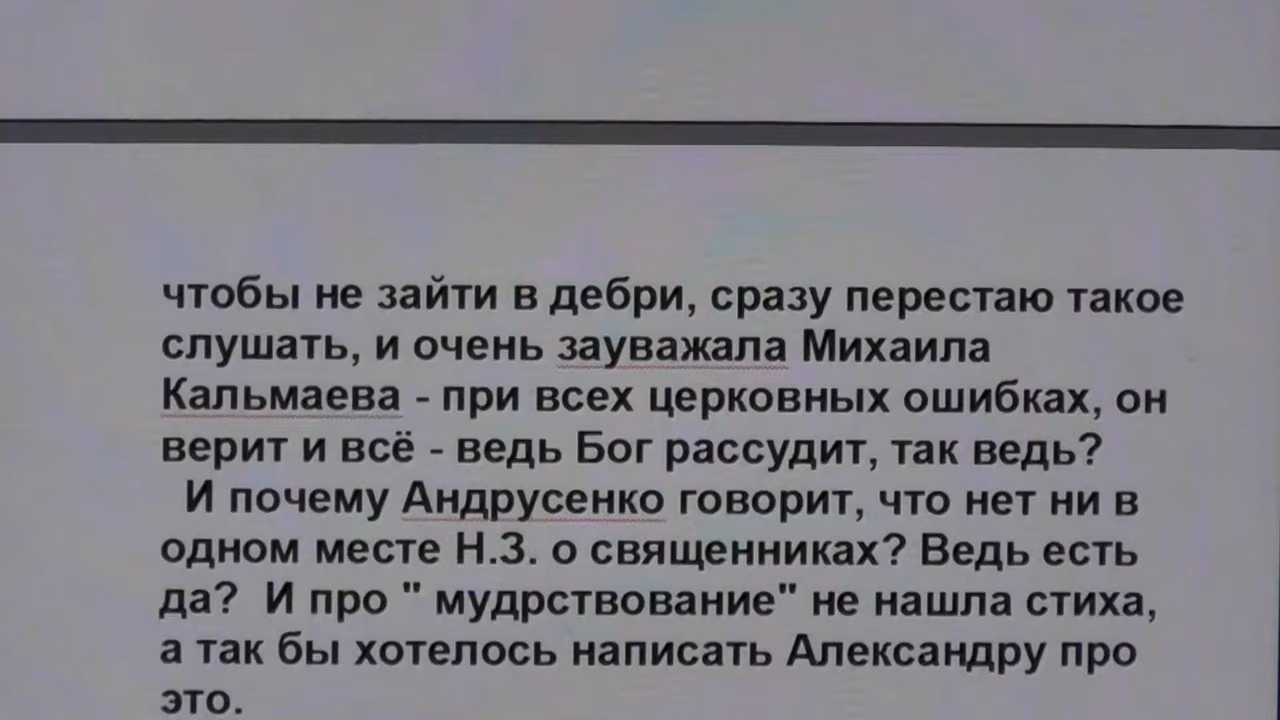 чтобы не зайти в дебри, сразу перестаю такое
слушать, и очень зауважала Михаила
Кальмаева - при всех церковных ошибках, он
верит и всё - ведь Бог рассудит, так ведь?
И почему Андрусенко говорит, что нет ни в
одном месте Н.З. о священниках? Ведь есть
да?  И про " мудрствование" не нашла стиха,
а так бы хотелось написать Александру про
это.